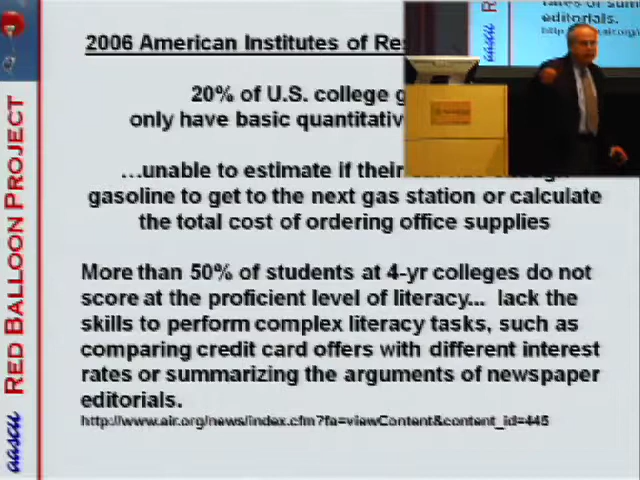 2006 American Institutes of Res
20% of U.S. college g
only have basic quantitativ
…unable to estimate if their
gasoline to get to the next gas station or calculate
the total cost of ordering office supplies
More than 50% of students at 4-yr colleges do not
score at the proficient level of literacy... lack the
skills to perform complex literacy tasks, such as
comparing credit card offers with different interest
rates or summarizing the arguments of newspaper
editorials.
http://www.air.org/news/index.cfm?fa=viewContent&content_id=445
aascu RED BALLOON PROJECT
editorials.
aascu